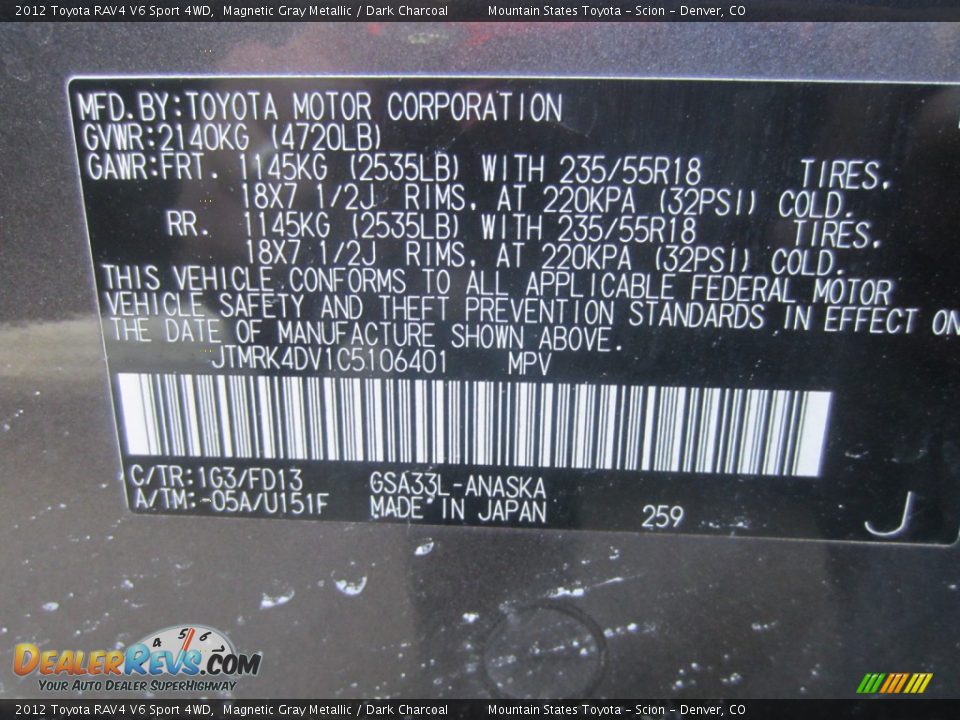 2012 Toyota RAV4 V6 Sport 4WD, Magnetic Gray Metallic / Dark Charcoal Mountain States Toyota - Scion - Denver, CO
MFD.BY:TOYOTA MOTOR CORPORATION
GVWR:2140KG (4720LB)
GAWR:FRT. 1145KG (2535LB) WITH 235/55R18 TIRES,
18X7 1/2J RIMS, AT 220KPA (32PSI) COLD.
RR. 1145KG (2535LB) WITH 235/55R18 TIRES,
18X7 1/2J RIMS, AT 220KPA (32PSI) COLD.
THIS VEHICLE CONFORMS TO ALL APPLICABLE FEDERAL MOTOR
VEHICLE SAFETY AND THEFT PREVENTION STANDARDS IN EFFECT ON
THE DATE OF MANUFACTURE SHOWN ABOVE.
JTMRK4DV1C5106401 MPV
C/TR:1G3/FD13 GSA33L-ANASKA
A/TM:-05A/U151F MADE IN JAPAN 259 J
4 5 6
DEALERREVS.COM
YOUR AUTO DEALER SUPERHIGHWAY
2012 Toyota RAV4 V6 Sport 4WD, Magnetic Gray Metallic / Dark Charcoal Mountain States Toyota - Scion - Denver, CO